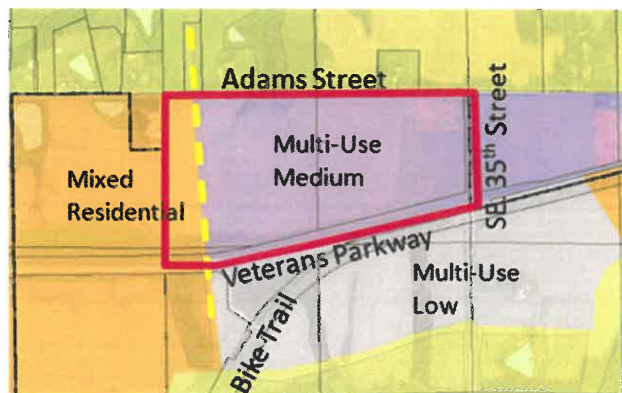 Adams Street
SE 35th Street
Multi-Use
Medium
Mixed
Residential
Veterans Parkway
Multi-Use
Low
Bike Trail